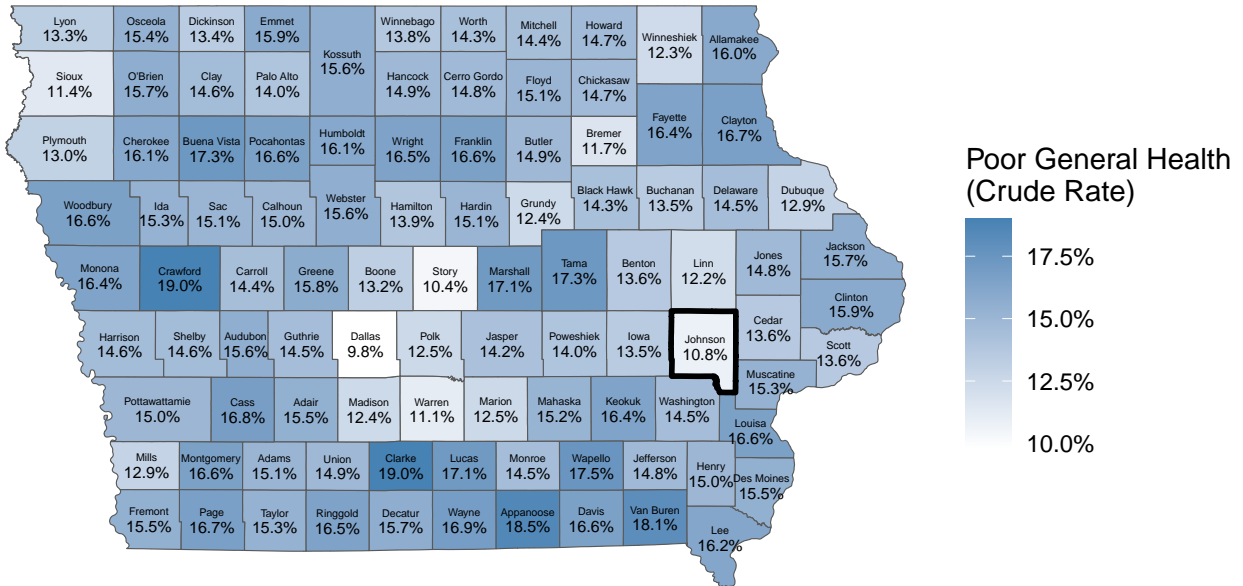 Lyon
13.3%
Osceola
15.4%
Dickinson
13.4%
Emmet
15.9%
Kossuth
15.6%
Winnebago
13.8%
Worth
14.3%
Mitchell
14.4%
Howard
14.7%
Winneshiek
12.3%
Allamakee
16.0%
Sioux
11.4%
O'Brien
15.7%
Clay
14.6%
Palo Alto
14.0%
Hancock
14.9%
Cerro Gordo
14.8%
Floyd
15.1%
Chickasaw
14.7%
Fayette
16.4%
Clayton
16.7%
Plymouth
13.0%
Cherokee
16.1%
Buena Vista
17.3%
Pocahontas
16.6%
Humboldt
16.1%
Wright
16.5%
Franklin
16.6%
Butler
14.9%
Bremer
11.7%
Woodbury
16.6%
Ida
15.3%
Sac
15.1%
Calhoun
15.0%
Webster
15.6%
Hamilton
13.9%
Hardin
15.1%
Grundy
12.4%
Black Hawk
14.3%
Buchanan
13.5%
Delaware
14.5%
Dubuque
12.9%
Monona
16.4%
Crawford
19.0%
Carroll
14.4%
Greene
15.8%
Boone
13.2%
Story
10.4%
Marshall
17.1%
Tama
17.3%
Benton
13.6%
Linn
12.2%
Jones
14.8%
Jackson
15.7%
Clinton
15.9%
Harrison
14.6%
Shelby
14.6%
Audubon
15.6%
Guthrie
14.5%
Dallas
9.8%
Polk
12.5%
Jasper
14.2%
Poweshiek
14.0%
Iowa
13.5%
Johnson
10.8%
Cedar
13.6%
Scott
13.6%
Muscatine
15.3%
Pottawattamie
15.0%
Cass
16.8%
Adair
15.5%
Madison
12.4%
Warren
11.1%
Marion
12.5%
Mahaska
15.2%
Keokuk
16.4%
Washington
14.5%
Louisa
16.6%
Mills
12.9%
Montgomery
16.6%
Adams
15.1%
Union
14.9%
Clarke
19.0%
Lucas
17.1%
Monroe
14.5%
Wapello
17.5%
Jefferson
14.8%
Henry
15.0%
Des Moines
15.5%
Fremont
15.5%
Page
16.7%
Taylor
15.3%
Ringgold
16.5%
Decatur
15.7%
Wayne
16.9%
Appanoose
18.5%
Davis
16.6%
Van Buren
18.1%
Lee
16.2%
Poor General Health
(Crude Rate)
17.5%
15.0%
12.5%
10.0%